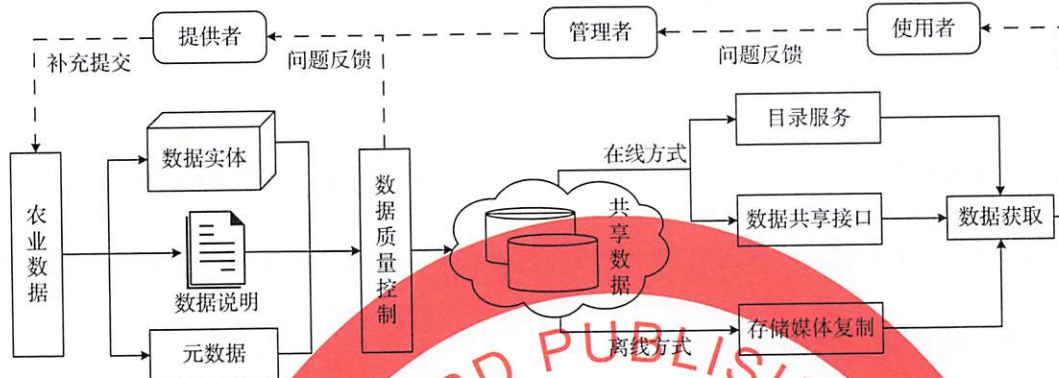 提供者
管理者
使用者
补充提交
问题反馈
问题反馈
数据实体
目录服务
在线方式
农业数据
数据质量控制
共享数据
数据共享接口
数据获取
数据说明
元数据
离线方式
存储媒体复制
D PUBLIS